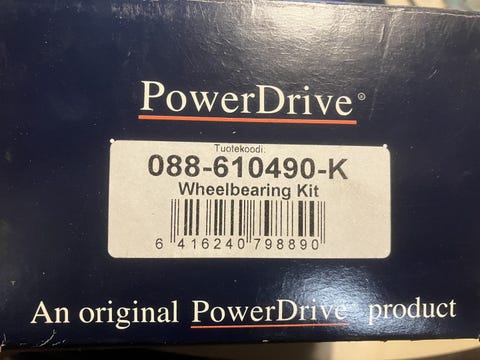 PowerDrive®
Tuotekoodi:
088-610490-K
Wheelbearing Kit
6 416240 798890
An original PowerDrive® product